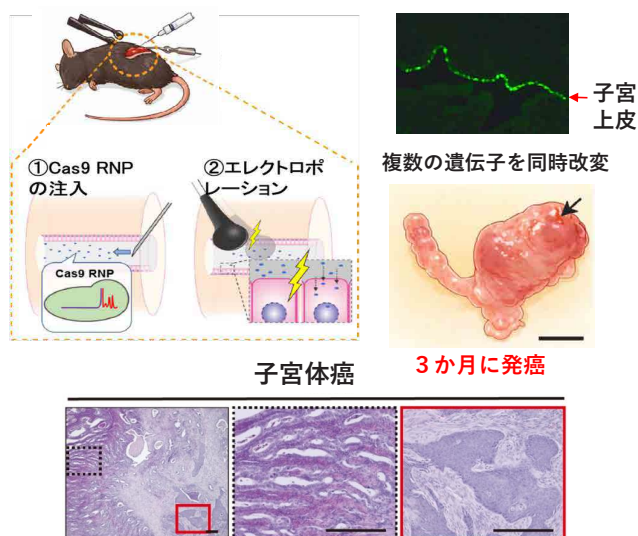 ①Cas9 RNP
の注入
②エレクトロポ
レーション
Cas9 RNP
子宮
上皮
複数の遺伝子を同時改変
３か月に発癌
子宮体癌